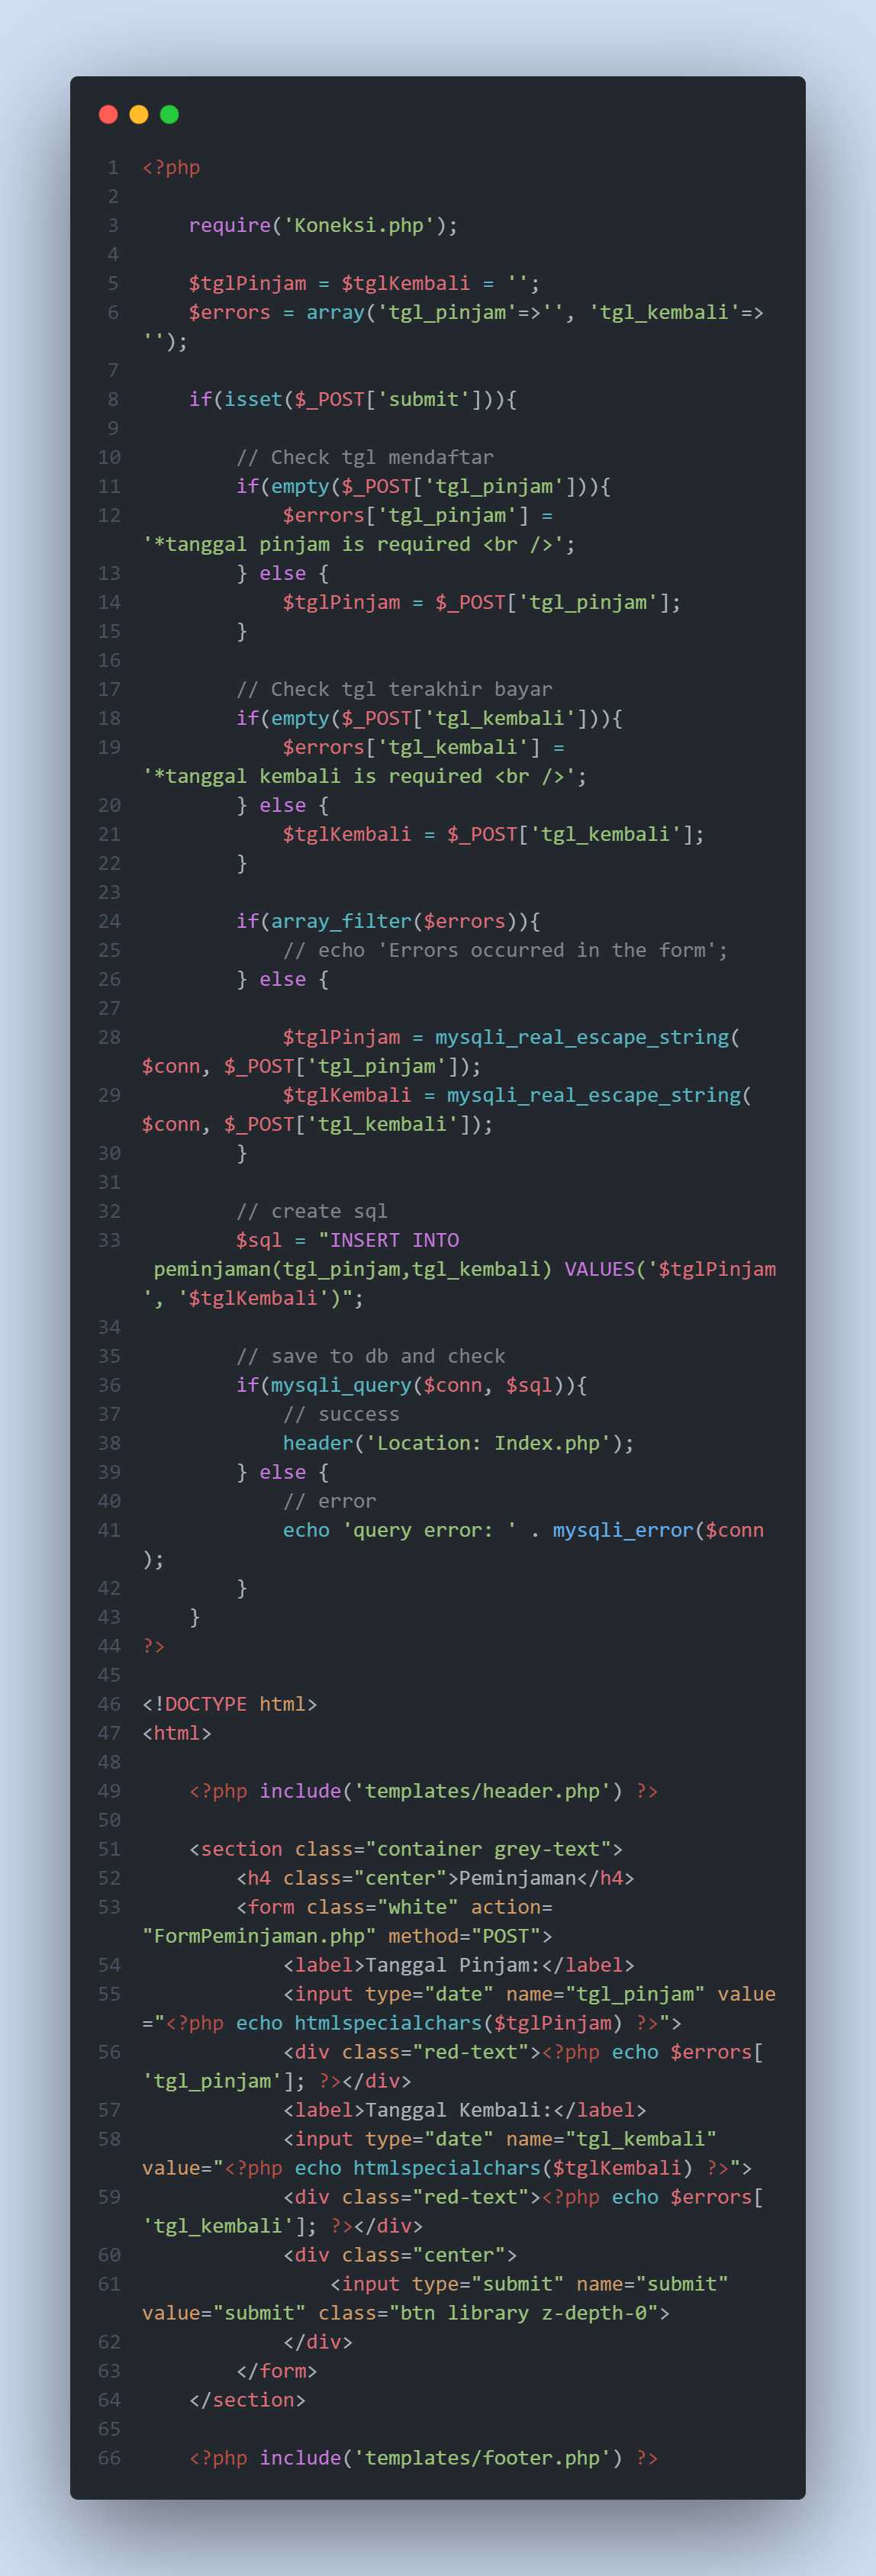 1 <?php
2
3     require('Koneksi.php');
4
5     $tglPinjam = $tglKembali = '';
6     $errors = array('tgl_pinjam'=>'', 'tgl_kembali'=>
'');
7
8     if(isset($_POST['submit'])){
9
10         // Check tgl mendaftar
11         if(empty($_POST['tgl_pinjam'])){
12             $errors['tgl_pinjam'] =
'*tanggal pinjam is required <br />';
13         } else {
14             $tglPinjam = $_POST['tgl_pinjam'];
15         }
16
17         // Check tgl terakhir bayar
18         if(empty($_POST['tgl_kembali'])){
19             $errors['tgl_kembali'] =
'*tanggal kembali is required <br />';
20         } else {
21             $tglKembali = $_POST['tgl_kembali'];
22         }
23
24         if(array_filter($errors)){
25             // echo 'Errors occurred in the form';
26         } else {
27
28             $tglPinjam = mysqli_real_escape_string(
$conn, $_POST['tgl_pinjam']);
29             $tglKembali = mysqli_real_escape_string(
$conn, $_POST['tgl_kembali']);
30         }
31
32         // create sql
33         $sql = "INSERT INTO
 peminjaman(tgl_pinjam,tgl_kembali) VALUES('$tglPinjam
', '$tglKembali')";
34
35         // save to db and check
36         if(mysqli_query($conn, $sql)){
37             // success
38             header('Location: Index.php');
39         } else {
40             // error
41             echo 'query error: ' . mysqli_error($conn
);
42         }
43     }
44 ?>
45
46 <!DOCTYPE html>
47 <html>
48
49     <?php include('templates/header.php') ?>
50
51     <section class="container grey-text">
52         <h4 class="center">Peminjaman</h4>
53         <form class="white" action=
"FormPeminjaman.php" method="POST">
54             <label>Tanggal Pinjam:</label>
55             <input type="date" name="tgl_pinjam" value
="<?php echo htmlspecialchars($tglPinjam) ?>">
56             <div class="red-text"><?php echo $errors[
'tgl_pinjam']; ?></div>
57             <label>Tanggal Kembali:</label>
58             <input type="date" name="tgl_kembali"
value="<?php echo htmlspecialchars($tglKembali) ?>">
59             <div class="red-text"><?php echo $errors[
'tgl_kembali']; ?></div>
60             <div class="center">
61                 <input type="submit" name="submit"
value="submit" class="btn library z-depth-0">
62             </div>
63         </form>
64     </section>
65
66     <?php include('templates/footer.php') ?>